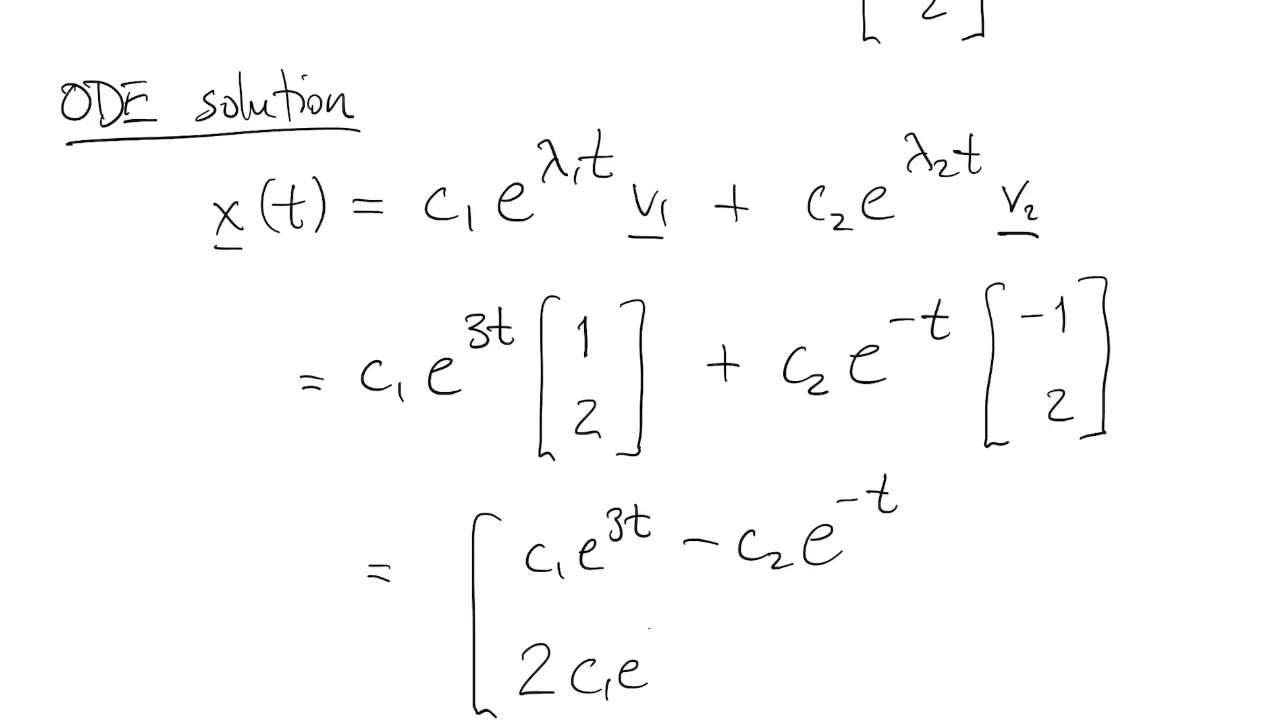 2
ODE solution
x(t) = c₁e^{λ₁t} v₁ + c₂e^{λ₂t} v₂
= c₁e^{3t} [1 2] + c₂e^{-t} [-1 2]
= [c₁e^{3t} - c₂e^{-t}
2c₁e